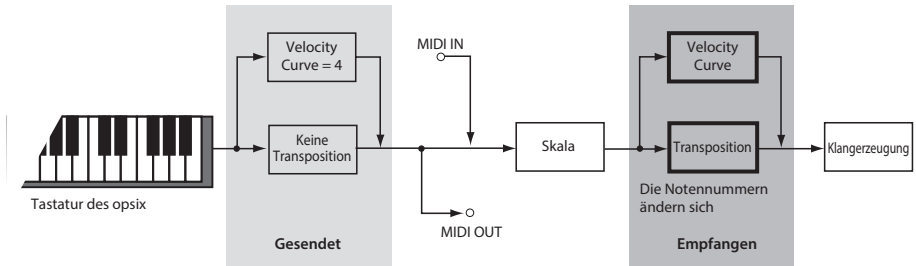 Velocity
Curve = 4
Keine
Transposition
Tastatur des opsix
Gesendet
MIDI IN
MIDI OUT
Skala
Velocity
Curve
Transposition
Die Notennummern
ändern sich
Empfangen
Klangerzeugung